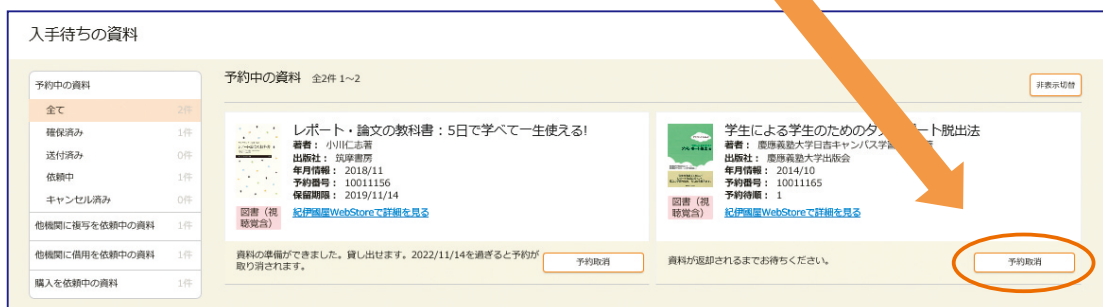 入手待ちの資料
予約中の資料
全て 2件
確保済み 1件
送付済み 0件
依頼中 1件
キャンセル済み 0件
他機関に複写を依頼中の資料 1件
他機関に借用を依頼中の資料 1件
購入を依頼中の資料 1件
予約中の資料 全2件 1~2
非表示切替
レポート・論文の教科書：5日で学べて一生使える!
著者： 小川仁志著
出版社： 筑摩書房
年月情報： 2018/11
予約番号： 10011156
保留期限： 2019/11/14
図書（視聴覚含）
紀伊國屋WebStoreで詳細を見る
資料の準備ができました。貸し出せます。2022/11/14を過ぎると予約が
取り消されます。
予約取消
学生による学生のためのダ ート脱出法
著者： 慶應義塾大学日吉キャンパス学
出版社： 慶應義塾大学出版会
年月情報： 2014/10
予約番号： 10011165
予約待順： 1
図書（視聴覚含）
紀伊國屋WebStoreで詳細を見る
資料が返却されるまでお待ちください。
予約取消